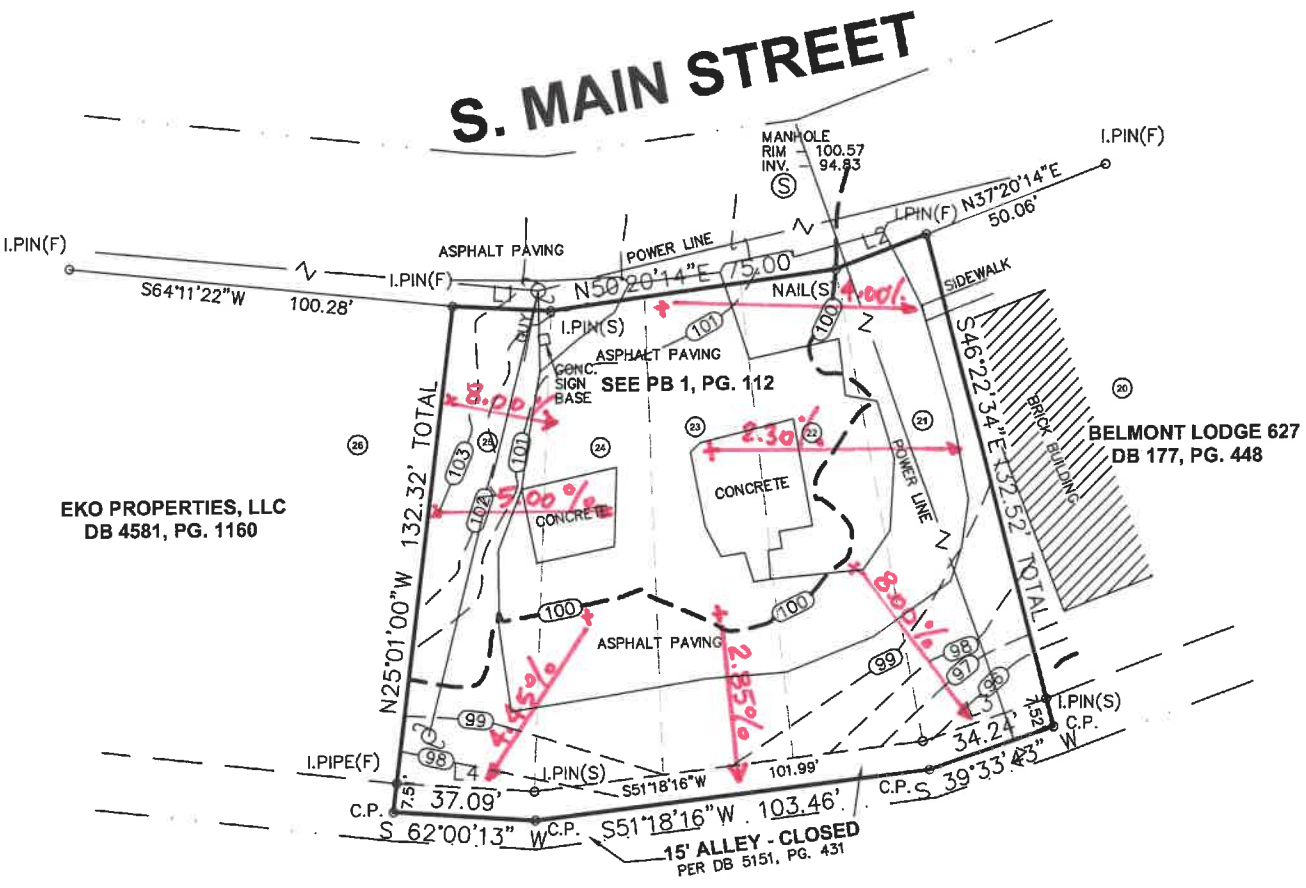 S. MAIN STREET
MANHOLE
RIM - 100.57
INV. - 94.83
S
I.PIN(F)
N37°20'14"E
50.06'
I.PIN(F)
L2
I.PIN(F)
ASPHALT PAVING
POWER LINE
N50°20'14"E 75.00'
I.PIN(F)
L1
S64°11'22"W 100.28'
NAIL(S)
4.00%
SIDEWALK
GUY
I.PIN(S)
101
100
ASPHALT PAVING
CONC.
SIGN
BASE
SEE PB 1, PG. 112
8.00%
S46°22'34"E 132.52' TOTAL
BRICK BUILDING
20
BELMONT LODGE 627
DB 177, PG. 448
26
25
24
23
22
21
2.30%
103
101
102
5.00%
CONCRETE
CONCRETE
POWER LINE
EKO PROPERTIES, LLC
DB 4581, PG. 1160
N25°01'00"W 132.32' TOTAL
100
100
8.00%
ASPHALT PAVING
2.85%
99
98
97
96
99
98
L3
7.52'
I.PIN(S)
C.P.
34.24'
I.PIPE(F)
L4
I.PIN(S)
S51°18'16"W 101.99'
7.5'
37.09'
C.P.
S 62°00'13" W
C.P.
S51°18'16"W 103.46'
C.P.
S 39°33'43" W
15' ALLEY - CLOSED
PER DB 5151, PG. 431